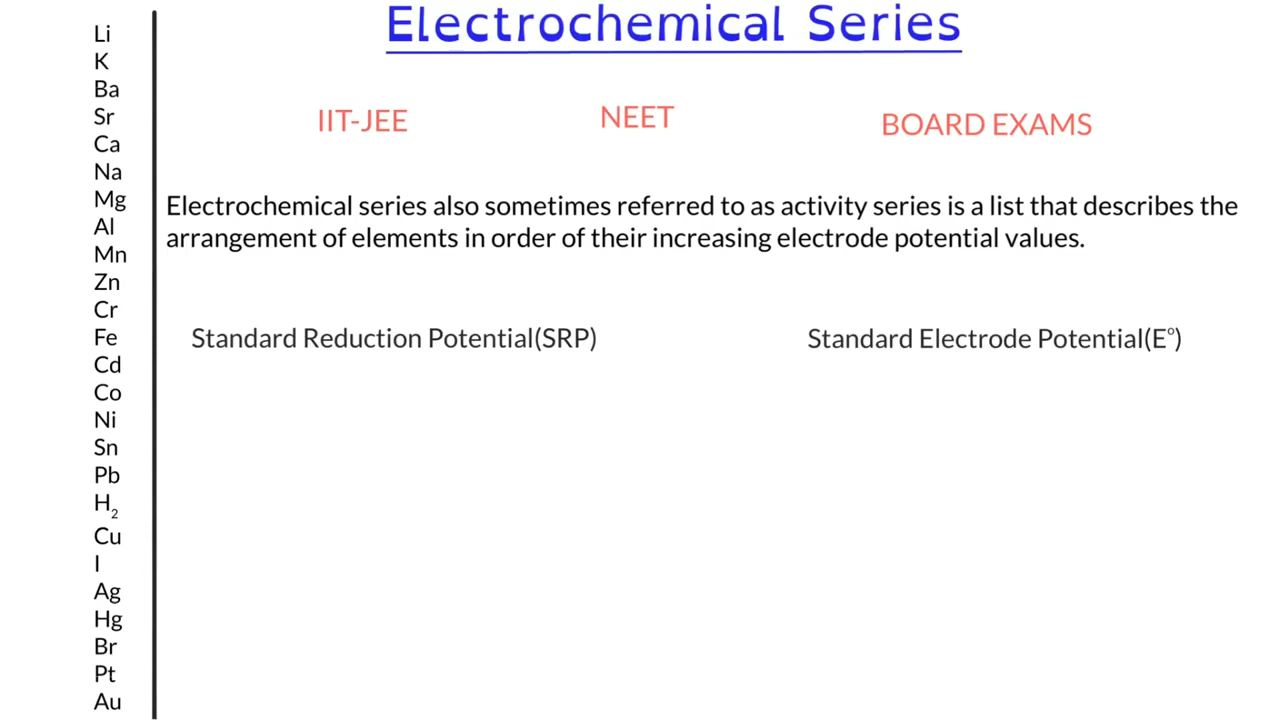 Electrochemical Series
IIT-JEE
NEET
BOARD EXAMS
Electrochemical series also sometimes referred to as activity series is a list that describes the
arrangement of elements in order of their increasing electrode potential values.
Standard Reduction Potential(SRP)
Standard Electrode Potential(E°)
Li
K
Ba
Sr
Ca
Na
Mg
Al
Mn
Zn
Cr
Fe
Cd
Co
Ni
Sn
Pb
H₂
Cu
I
Ag
Hg
Br
Pt
Au